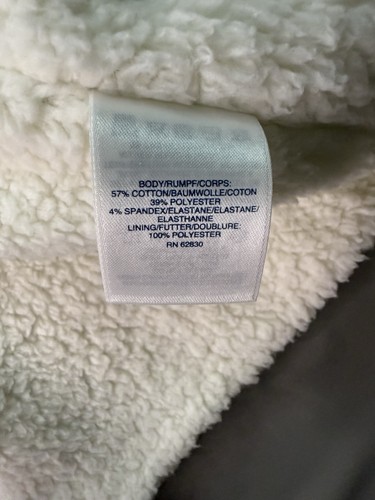 BODY/RUMPF/CORPS:
57% COTTON/BAUMWOLLE/COTON
39% POLYESTER
4% SPANDEX/ELASTANE/ELASTANE/
ELASTHANNE
LINING/FUTTER/DOUBLURE:
100% POLYESTER
RN 62830